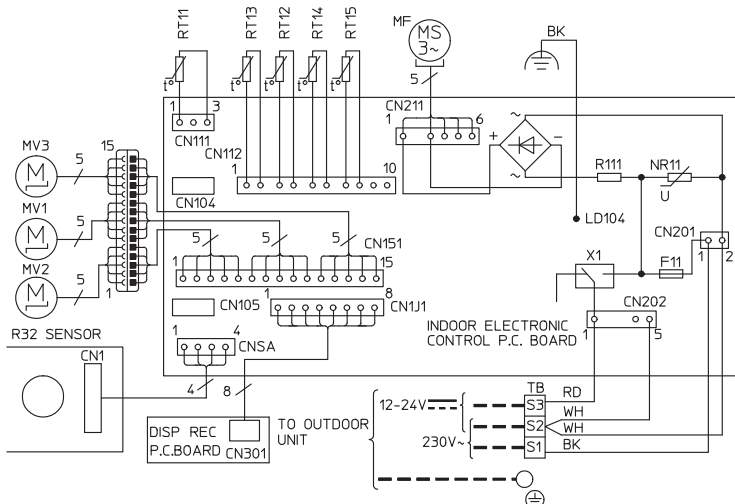 RT11
RT13
RT12
RT14
RT15
MF
MS
3~
BK
t°
t°
t°
t°
t°
5
1
3
CN111
CN211
1
6
+
~
−
~
CN112
1
10
R111
NR11
U
15
MV3
M
5
CN104
LD104
MV1
M
5
5
5
5
CN151
CN201
1
2
X1
F11
MV2
M
5
1
1
15
CN105
8
CN1J1
CN202
1
5
INDOOR ELECTRONIC
CONTROL P.C. BOARD
R32 SENSOR
CN1
1
4
CNSA
4
8
TB
12-24V
S3
RD
S2
WH
WH
230V~
S1
BK
TO OUTDOOR
UNIT
DISP REC
P.C.BOARD
CN301